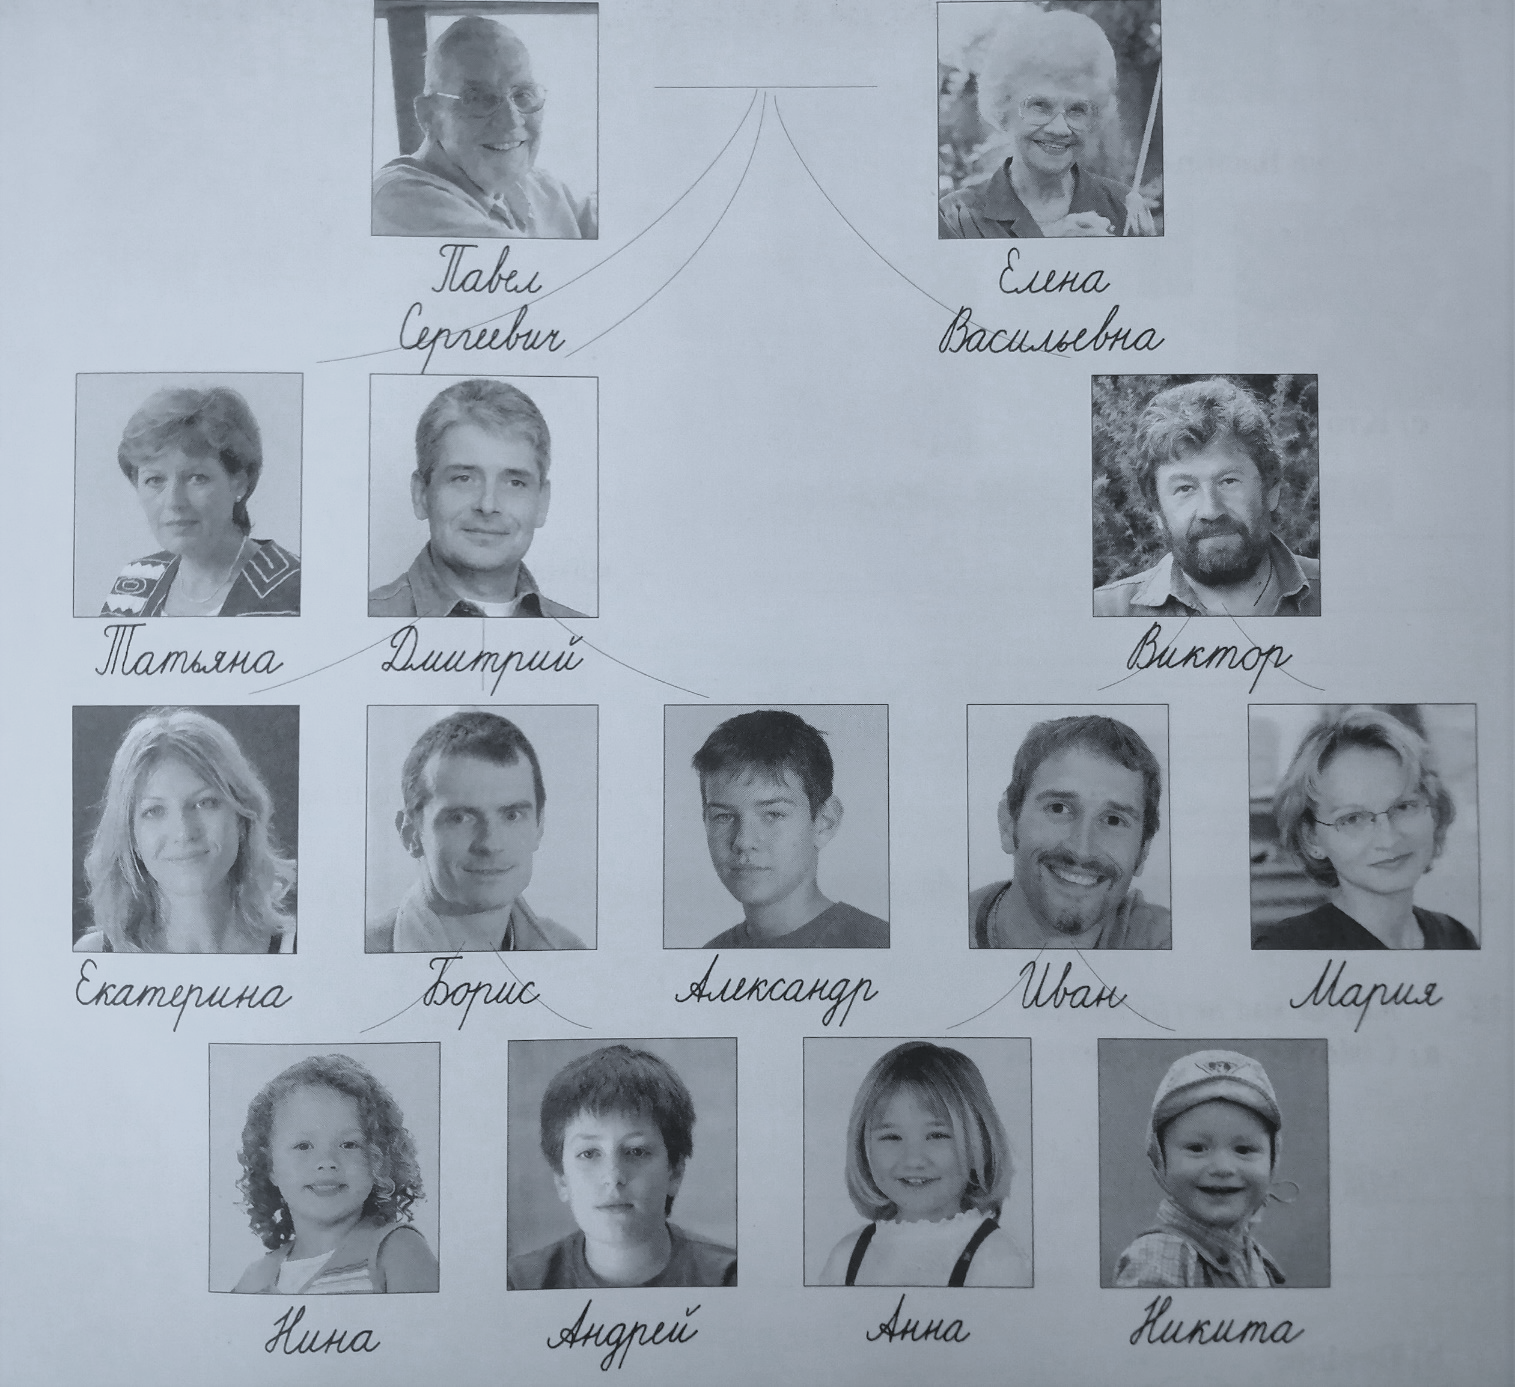 Павел
Сергеевич
Елена
Васильевна
Татьяна
Дмитрий
Виктор
Екатерина
Борис
Александр
Иван
Мария
Нина
Андрей
Анна
Никита